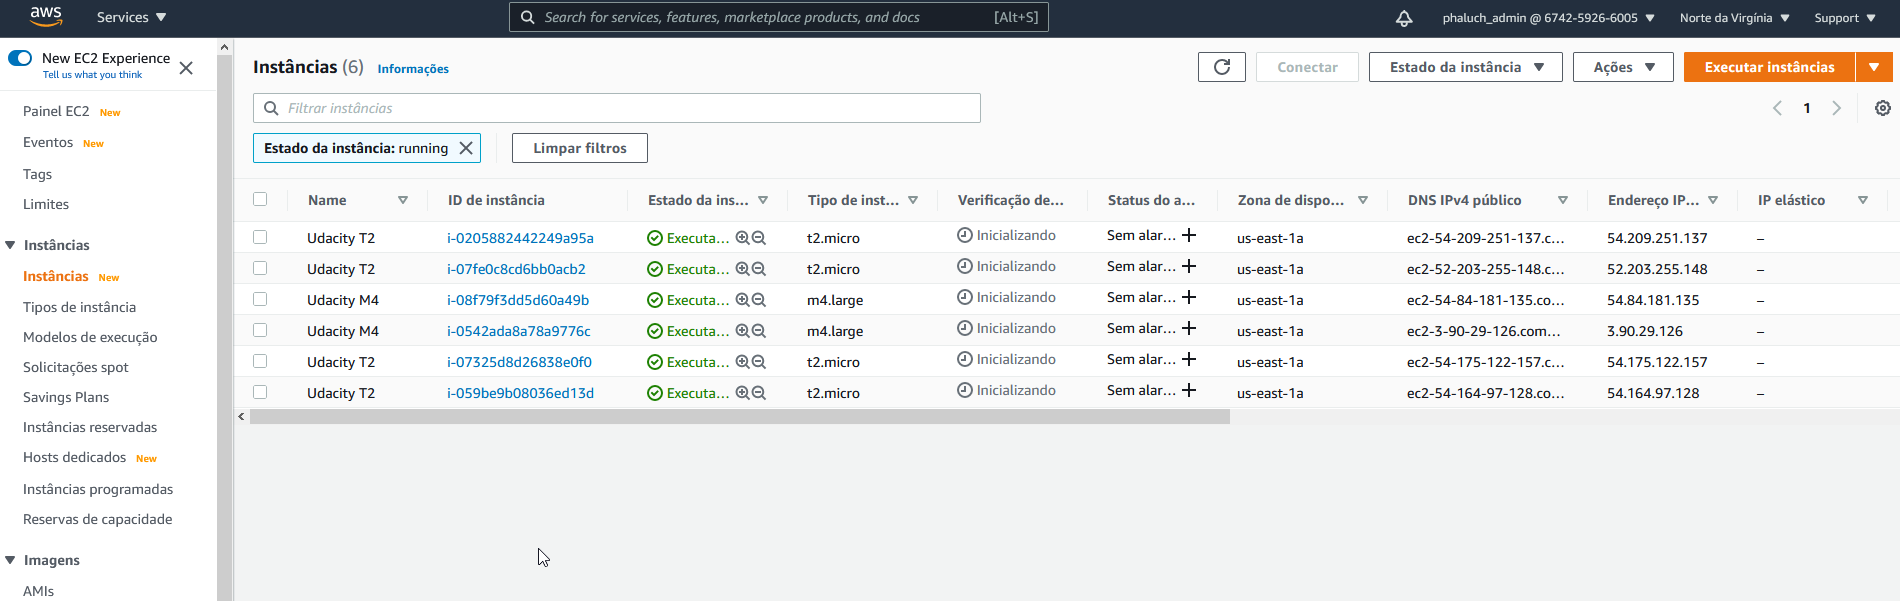 aws Services Search for services, features, marketplace products, and docs [Alt+S] phaluch_admin @ 6742-5926-6005 Norte da Virgínia Support
New EC2 Experience
Tell us what you think
Painel EC2 New
Eventos New
Tags
Limites
Instâncias
Instâncias New
Tipos de instância
Modelos de execução
Solicitações spot
Savings Plans
Instâncias reservadas
Hosts dedicados New
Instâncias programadas
Reservas de capacidade
Imagens
AMIs
Instâncias (6) Informações Conectar Estado da instância Ações Executar instâncias
Filtrar instâncias 1
Estado da instância: running Limpar filtros
Name ID de instância Estado da ins... Tipo de inst... Verificação de... Status do a... Zona de dispo... DNS IPv4 público Endereço IP... IP elástico
Udacity T2 i-0205882442249a95a Executa... t2.micro Inicializando Sem alar... us-east-1a ec2-54-209-251-137.c... 54.209.251.137 –
Udacity T2 i-07fe0c8cd6bb0acb2 Executa... t2.micro Inicializando Sem alar... us-east-1a ec2-52-203-255-148.c... 52.203.255.148 –
Udacity M4 i-08f79f3dd5d60a49b Executa... m4.large Inicializando Sem alar... us-east-1a ec2-54-84-181-135.co... 54.84.181.135 –
Udacity M4 i-0542ada8a78a9776c Executa... m4.large Inicializando Sem alar... us-east-1a ec2-3-90-29-126.com... 3.90.29.126 –
Udacity T2 i-07325d8d26838e0f0 Executa... t2.micro Inicializando Sem alar... us-east-1a ec2-54-175-122-157.c... 54.175.122.157 –
Udacity T2 i-059be9b08036ed13d Executa... t2.micro Inicializando Sem alar... us-east-1a ec2-54-164-97-128.co... 54.164.97.128 –